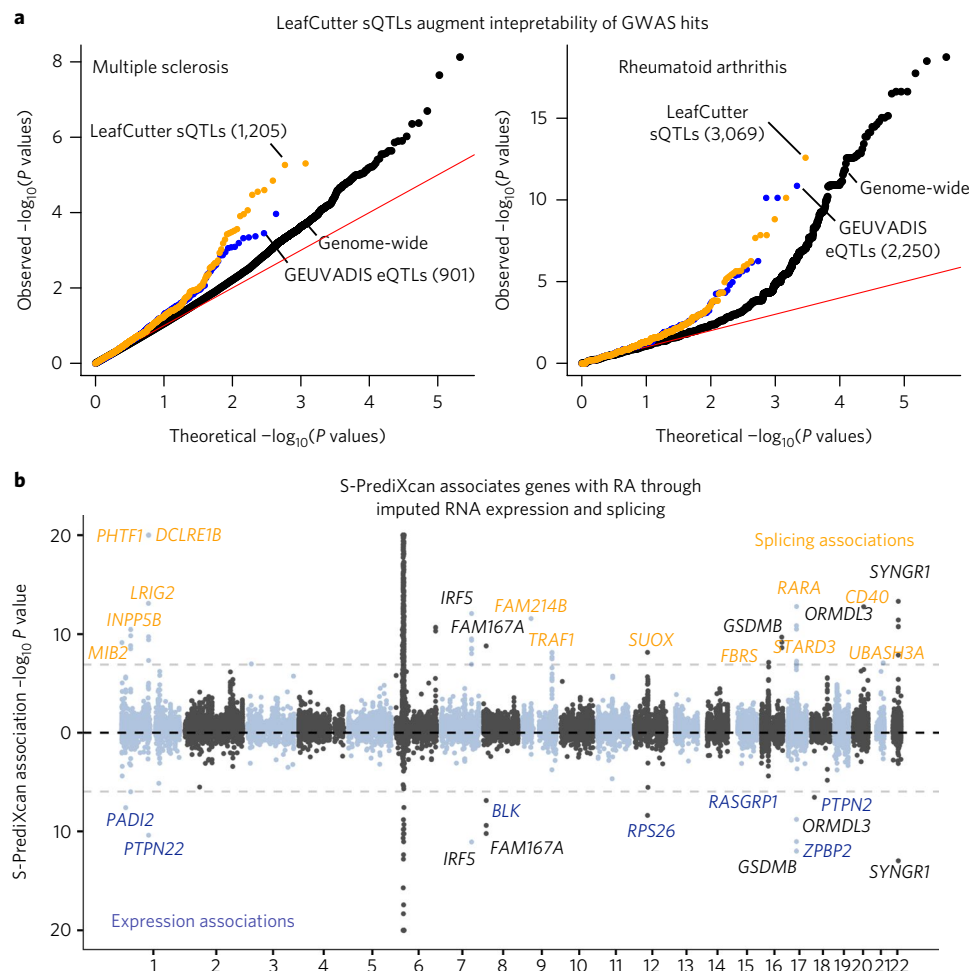 a
LeafCutter sQTLs augment intepretability of GWAS hits
Multiple sclerosis
LeafCutter sQTLs (1,205)
Genome-wide
GEUVADIS eQTLs (901)
Observed −log10(P values)
8
6
4
2
0
0 1 2 3 4 5
Theoretical −log10(P values)
Rheumatoid arthrithis
LeafCutter
sQTLs (3,069)
Genome-wide
GEUVADIS
eQTLs (2,250)
Observed −log10(P values)
15
10
5
0
0 1 2 3 4 5
Theoretical −log10(P values)
b
S-PrediXcan associates genes with RA through
imputed RNA expression and splicing
S-PrediXcan association -log10 P value
20
10
0
10
20
Splicing associations
PHTF1 DCLRE1B
LRIG2
INPP5B
MIB2
IRF5
FAM167A
FAM214B
TRAF1
SUOX
FBRS
GSDMB
RARA
ORMDL3
STARD3
CD40
SYNGR1
UBASH3A
PADI2
PTPN22
IRF5
BLK
FAM167A
RPS26
RASGRP1
PTPN2
ORMDL3
GSDMB
ZPBP2
SYNGR1
Expression associations
1 2 3 4 5 6 7 8 9 10 11 12 13 14 15 16 17 18 19 20 21 22